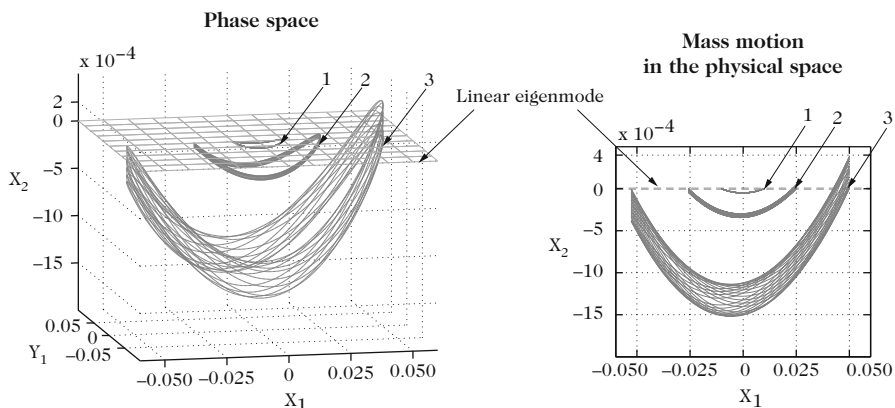 Phase space
x 10⁻⁴
1
2
3
2
0
−5
−10
−15
X₂
0.05
0
−0.05
Y₁
−0.050
−0.025
0
0.025
0.050
X₁
Linear eigenmode
Mass motion
in the physical space
x 10⁻⁴
1
2
3
4
0
−5
−10
−15
X₂
−0.050
−0.025
0
0.025
0.050
X₁